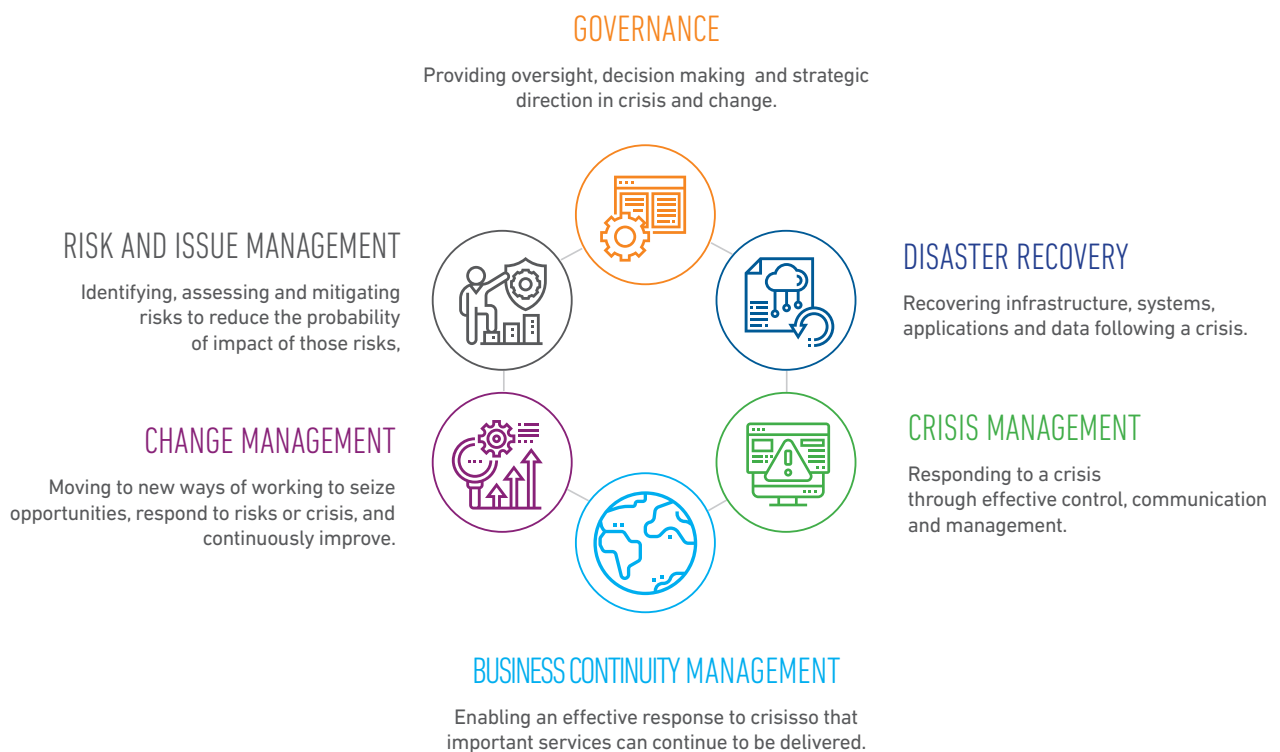 GOVERNANCE
Providing oversight, decision making and strategic
direction in crisis and change.
RISK AND ISSUE MANAGEMENT
Identifying, assessing and mitigating
risks to reduce the probability
of impact of those risks,
DISASTER RECOVERY
Recovering infrastructure, systems,
applications and data following a crisis.
CHANGE MANAGEMENT
Moving to new ways of working to seize
opportunities, respond to risks or crisis, and
continuously improve.
CRISIS MANAGEMENT
Responding to a crisis
through effective control, communication
and management.
BUSINESS CONTINUITY MANAGEMENT
Enabling an effective response to crisisso that
important services can continue to be delivered.